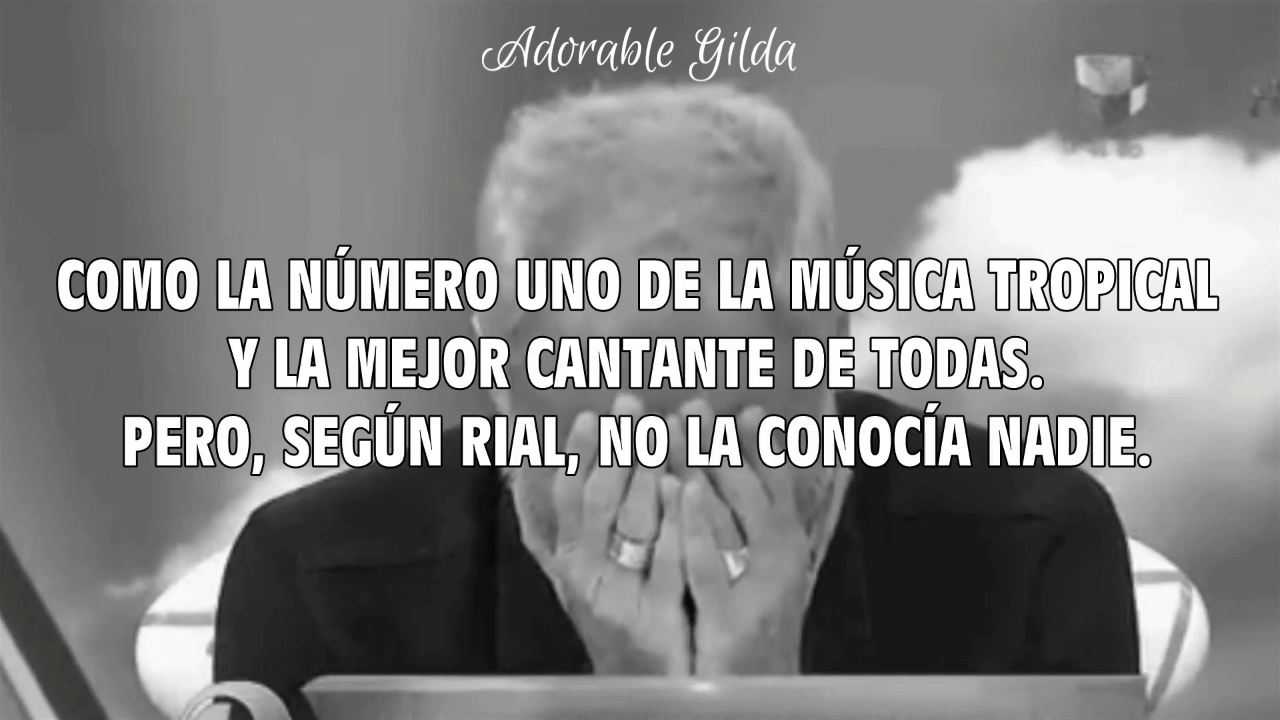 Adorable Gilda
COMO LA NÚMERO UNO DE LA MÚSICA TROPICAL
Y LA MEJOR CANTANTE DE TODAS.
PERO, SEGÚN RIAL, NO LA CONOCÍA NADIE.